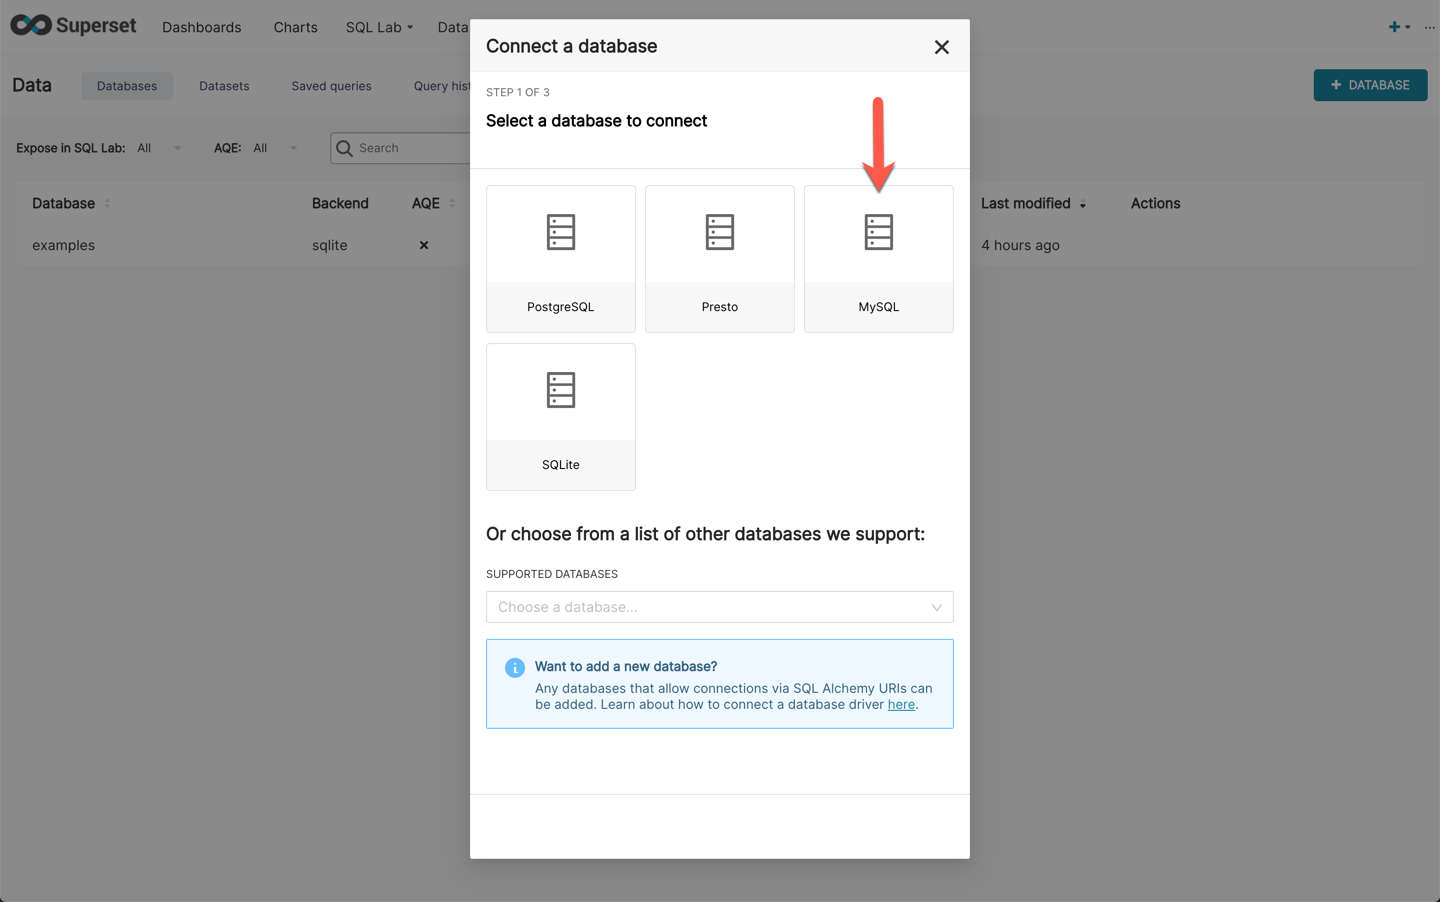 Superset Dashboards Charts SQL Lab Data
Data Databases Datasets Saved queries Query hist + DATABASE
Expose in SQL Lab: All AQE: All Search
Database Backend AQE Last modified Actions
examples sqlite 4 hours ago
Connect a database
STEP 1 OF 3
Select a database to connect
PostgreSQL Presto MySQL
SQLite
Or choose from a list of other databases we support:
SUPPORTED DATABASES
Choose a database...
Want to add a new database?
Any databases that allow connections via SQL Alchemy URIs can
be added. Learn about how to connect a database driver here.